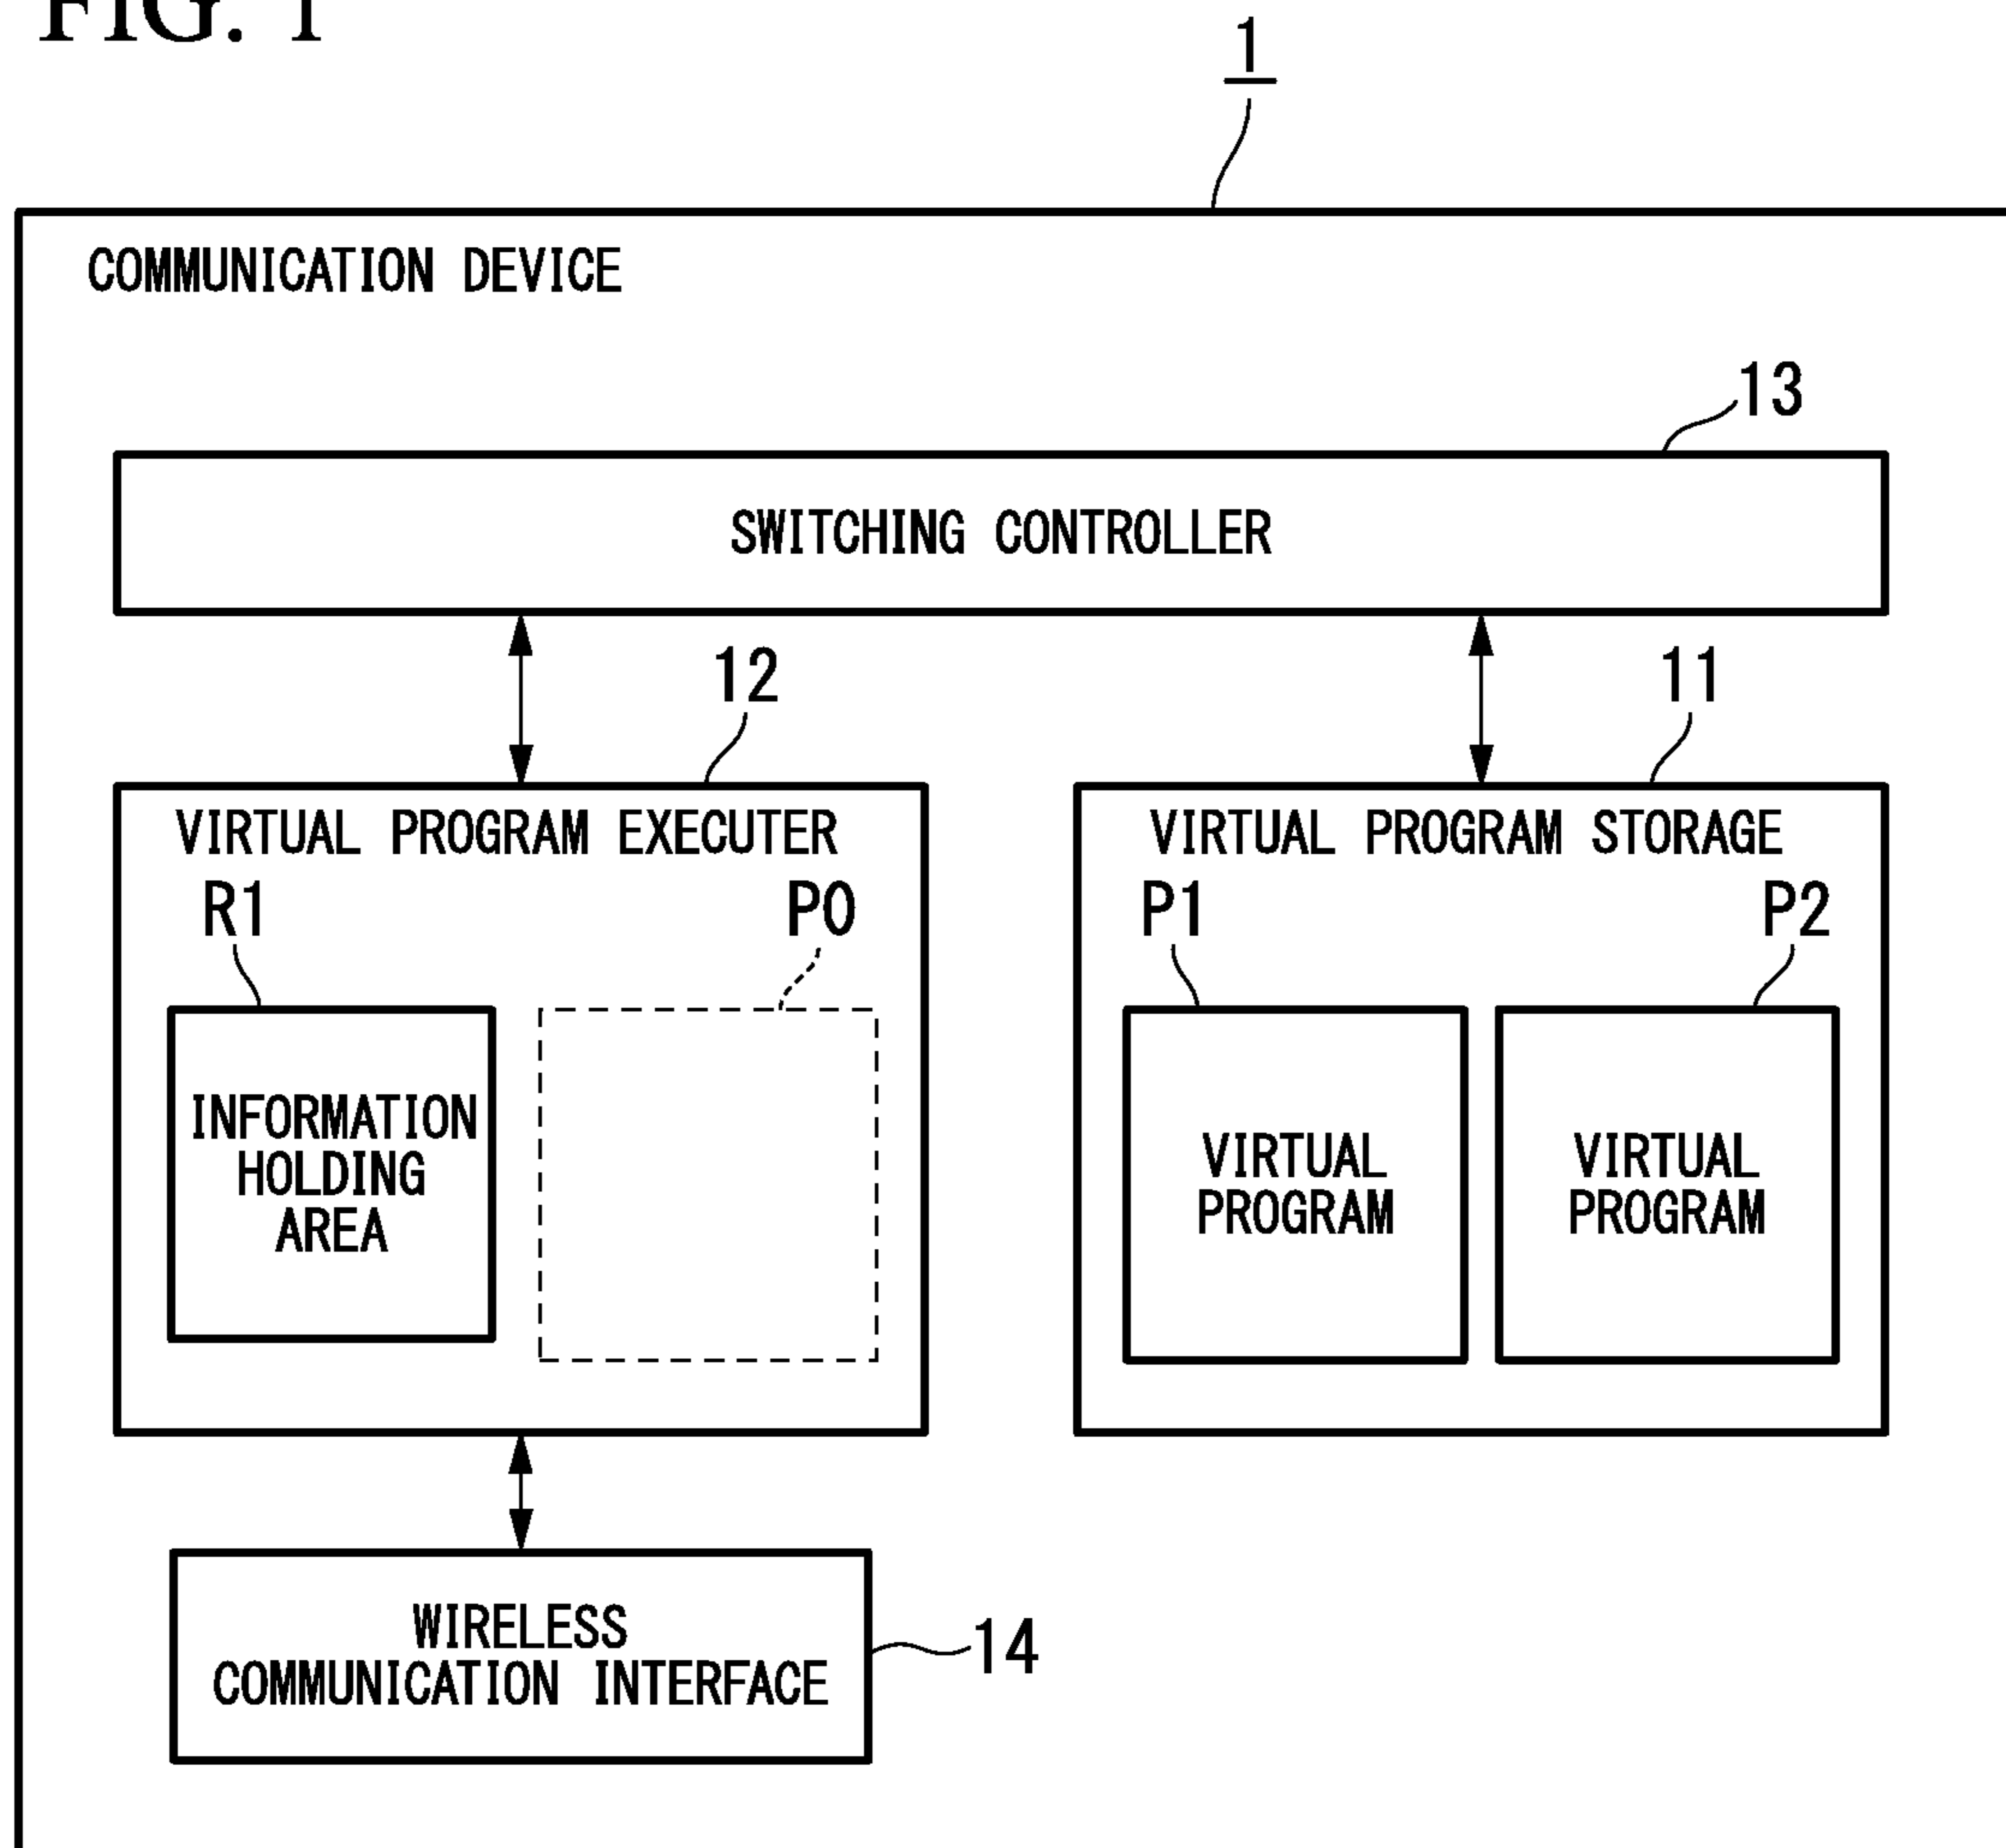 FIG. 1
1
COMMUNICATION DEVICE
13
SWITCHING CONTROLLER
12
11
VIRTUAL PROGRAM EXECUTER
VIRTUAL PROGRAM STORAGE
R1
P0
P1
P2
INFORMATION
HOLDING
AREA
VIRTUAL
PROGRAM
VIRTUAL
PROGRAM
WIRELESS
COMMUNICATION INTERFACE
14